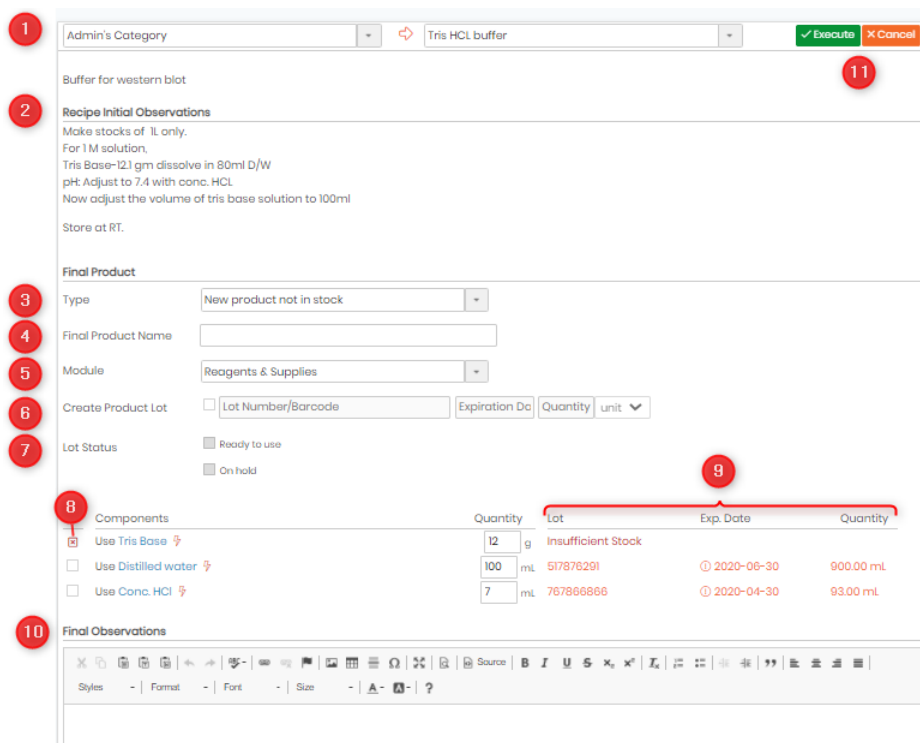 1
Admin's Category
Tris HCL buffer
Execute
Cancel
11
Buffer for western blot
2
Recipe Initial Observations
Make stocks of 1L only.
For 1 M solution,
Tris Base-12.1 gm dissolve in 80ml D/W
pH: Adjust to 7.4 with conc. HCl.
Now adjust the volume of tris base solution to 100ml
Store at RT.
Final Product
3
Type
New product not in stock
4
Final Product Name
5
Module
Reagents & Supplies
6
Create Product Lot
Lot Number/Barcode
Expiration Dc
Quantity
unit
7
Lot Status
Ready to use
On hold
8
9
Components Quantity Lot Exp. Date Quantity
Use Tris Base 12 g Insufficient Stock
Use Distilled water 100 mL 517876291 2020-06-30 900.00 mL
Use Conc. HCl 7 mL 767866866 2020-04-30 93.00 mL
10
Final Observations
Source B I U S x₂ x² Iₓ
Styles Format Font Size A A ?